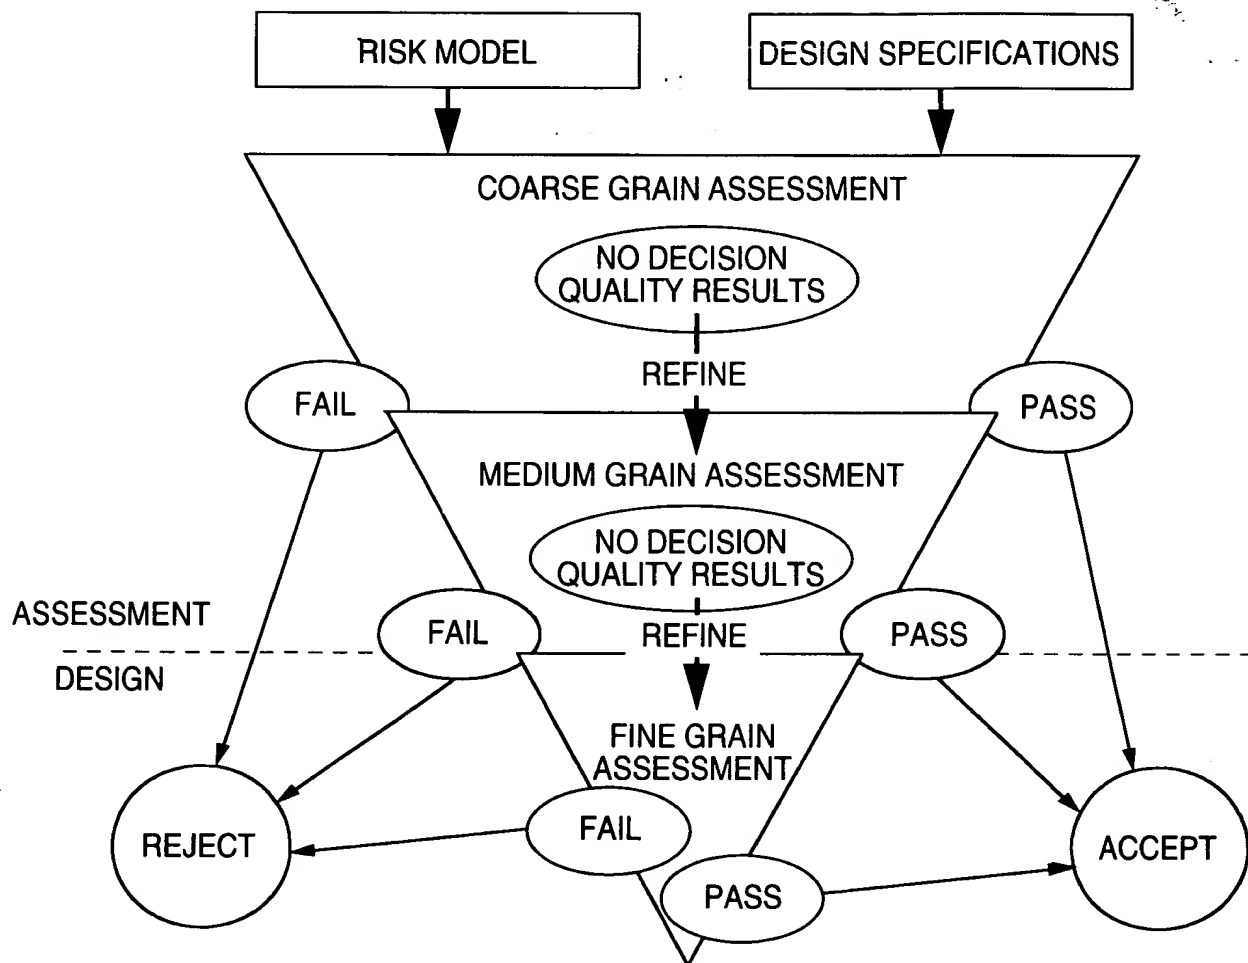 RISK MODEL
DESIGN SPECIFICATIONS
COARSE GRAIN ASSESSMENT
NO DECISION
QUALITY RESULTS
REFINE
FAIL
PASS
MEDIUM GRAIN ASSESSMENT
NO DECISION
QUALITY RESULTS
ASSESSMENT
FAIL
REFINE
PASS
DESIGN
FINE GRAIN
ASSESSMENT
FAIL
REJECT
ACCEPT
PASS